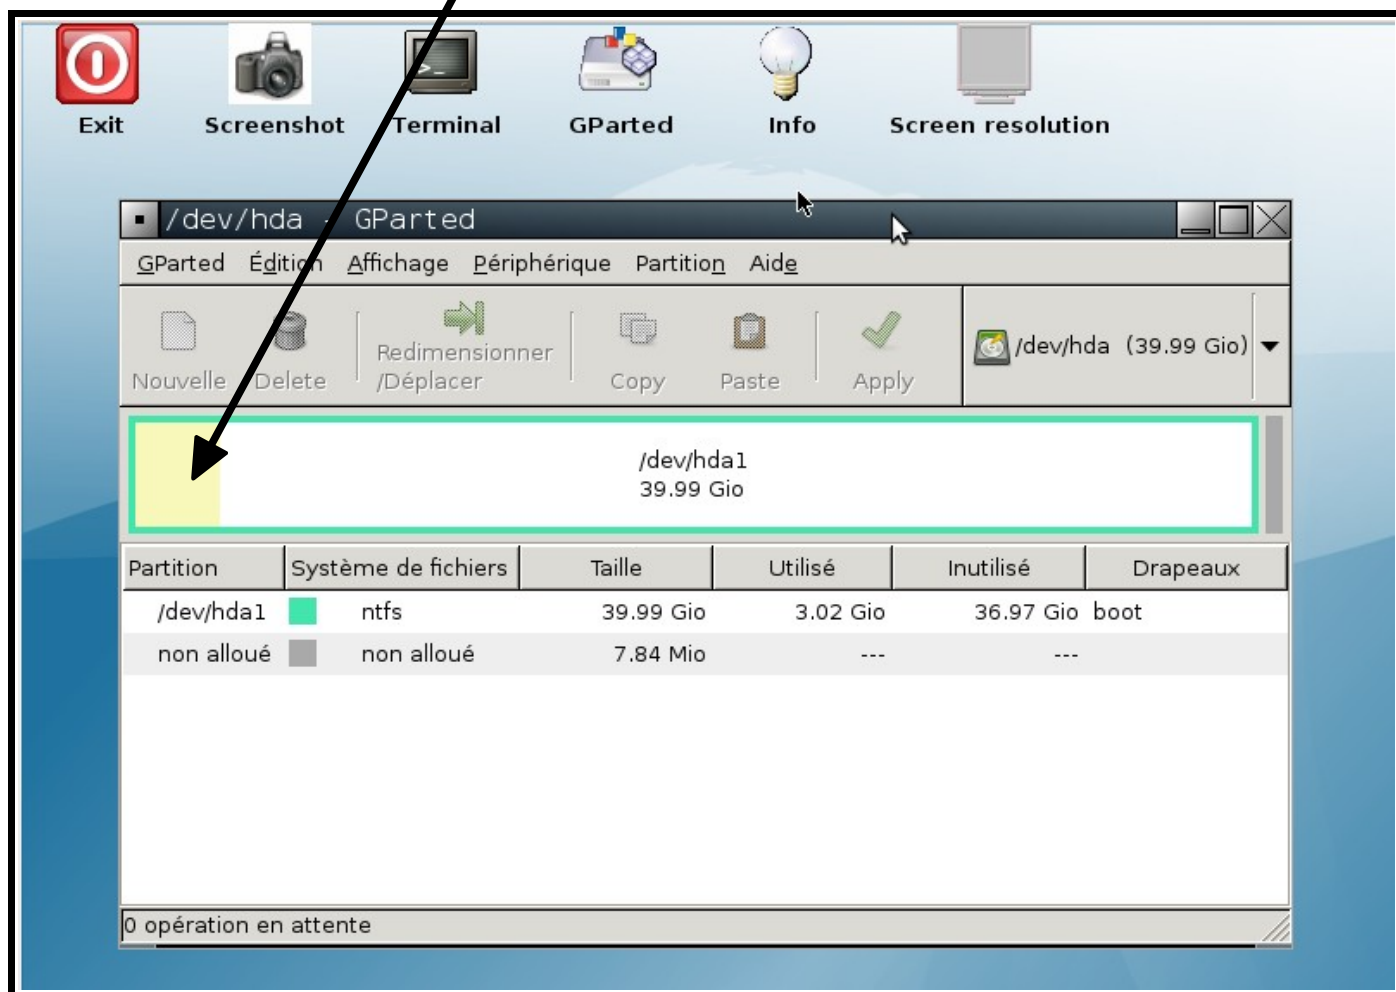 Exit Screenshot Terminal GParted Info Screen resolution
/dev/hda - GParted
GParted Édition Affichage Périphérique Partition Aide
Nouvelle Delete Redimensionner
/Déplacer Copy Paste Apply /dev/hda (39.99 Gio)
/dev/hda1
39.99 Gio
Partition Système de fichiers Taille Utilisé Inutilisé Drapeaux
/dev/hda1 ntfs 39.99 Gio 3.02 Gio 36.97 Gio boot
non alloué non alloué 7.84 Mio --- ---
0 opération en attente